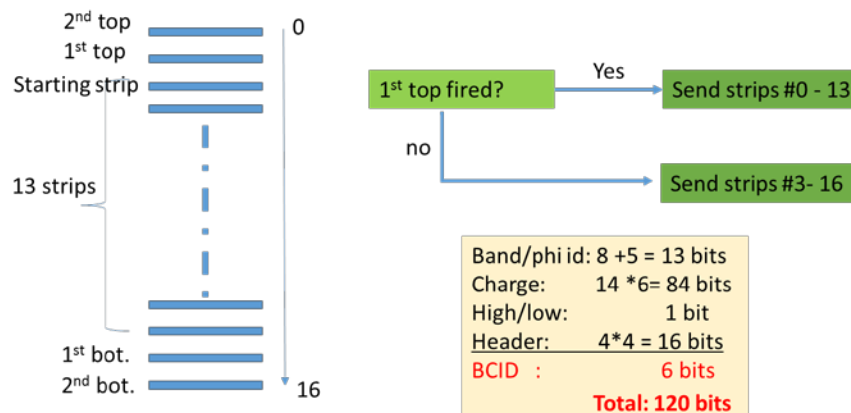 2nd top
0
1st top
Starting strip
13 strips
1st bot.
2nd bot.
16
1st top fired?
Yes
Send strips #0 - 13
no
Send strips #3- 16
Band/phi id: 8 +5 = 13 bits
Charge: 14 *6= 84 bits
High/low: 1 bit
Header: 4*4 = 16 bits
BCID : 6 bits
Total: 120 bits